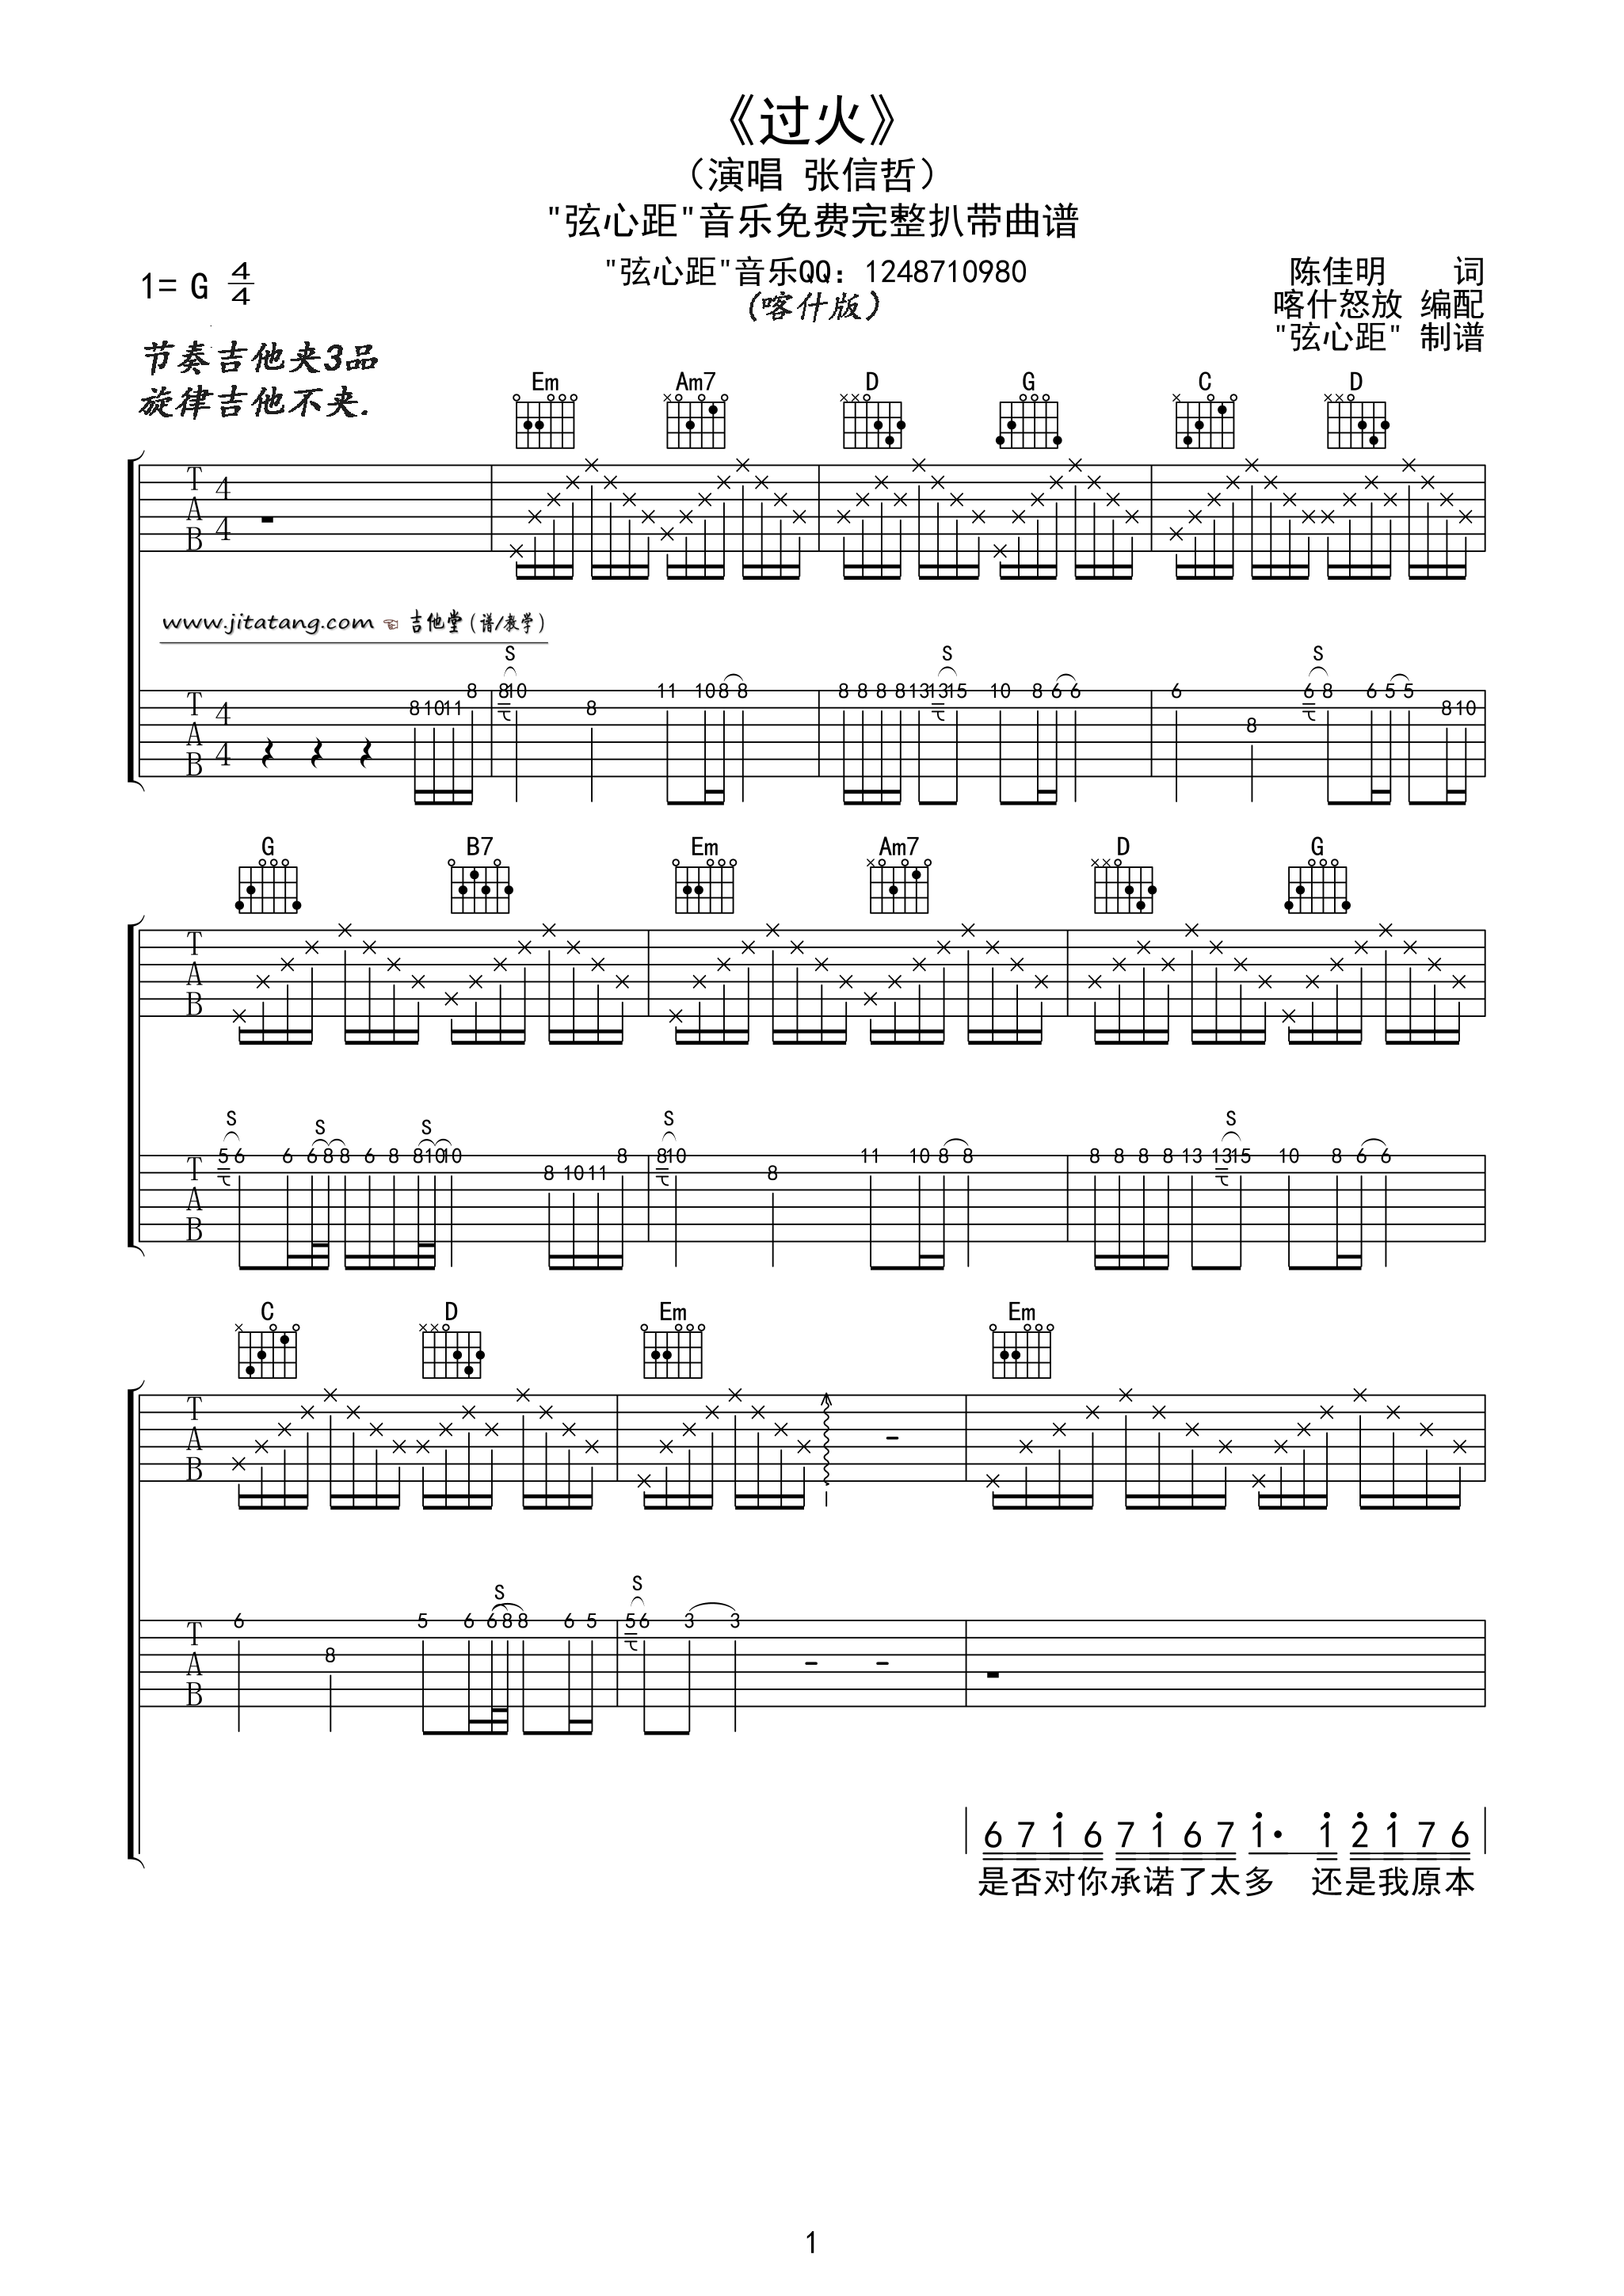 《过火》
（演唱 张信哲）
"弦心距"音乐免费完整扒带曲谱
"弦心距"音乐QQ: 1248710980
(喀什版)
1= G 4/4
陈佳明 词
喀什怒放 编配
"弦心距" 制谱
节奏吉他夹3品
旋律吉他不夹.
Em Am7 D G C D
T 4
A
B 4
www.jitatang.com 吉他堂(谱/教学)
S S S
8 10 11 8 8 10 8 11 10 8 8 8 8 8 8 13 13 15 10 8 6 6 6 8 6 8 6 5 5 8 10
T 4
A
B 4
G B7 Em Am7 D G
T
A
B
S S S S S
5 6 6 6 8 8 6 8 8 10 10 8 10 11 8 8 10 8 11 10 8 8 8 8 8 8 13 13 15 10 8 6 6
T
A
B
C D Em Em
T
A
B
S S
6 8 5 6 6 8 8 6 5 5 6 3 3
T
A
B
6 7 1 6 7 1 6 7 1· 1 2 1 7 6
是否对你承诺了太多 还是我原本
1